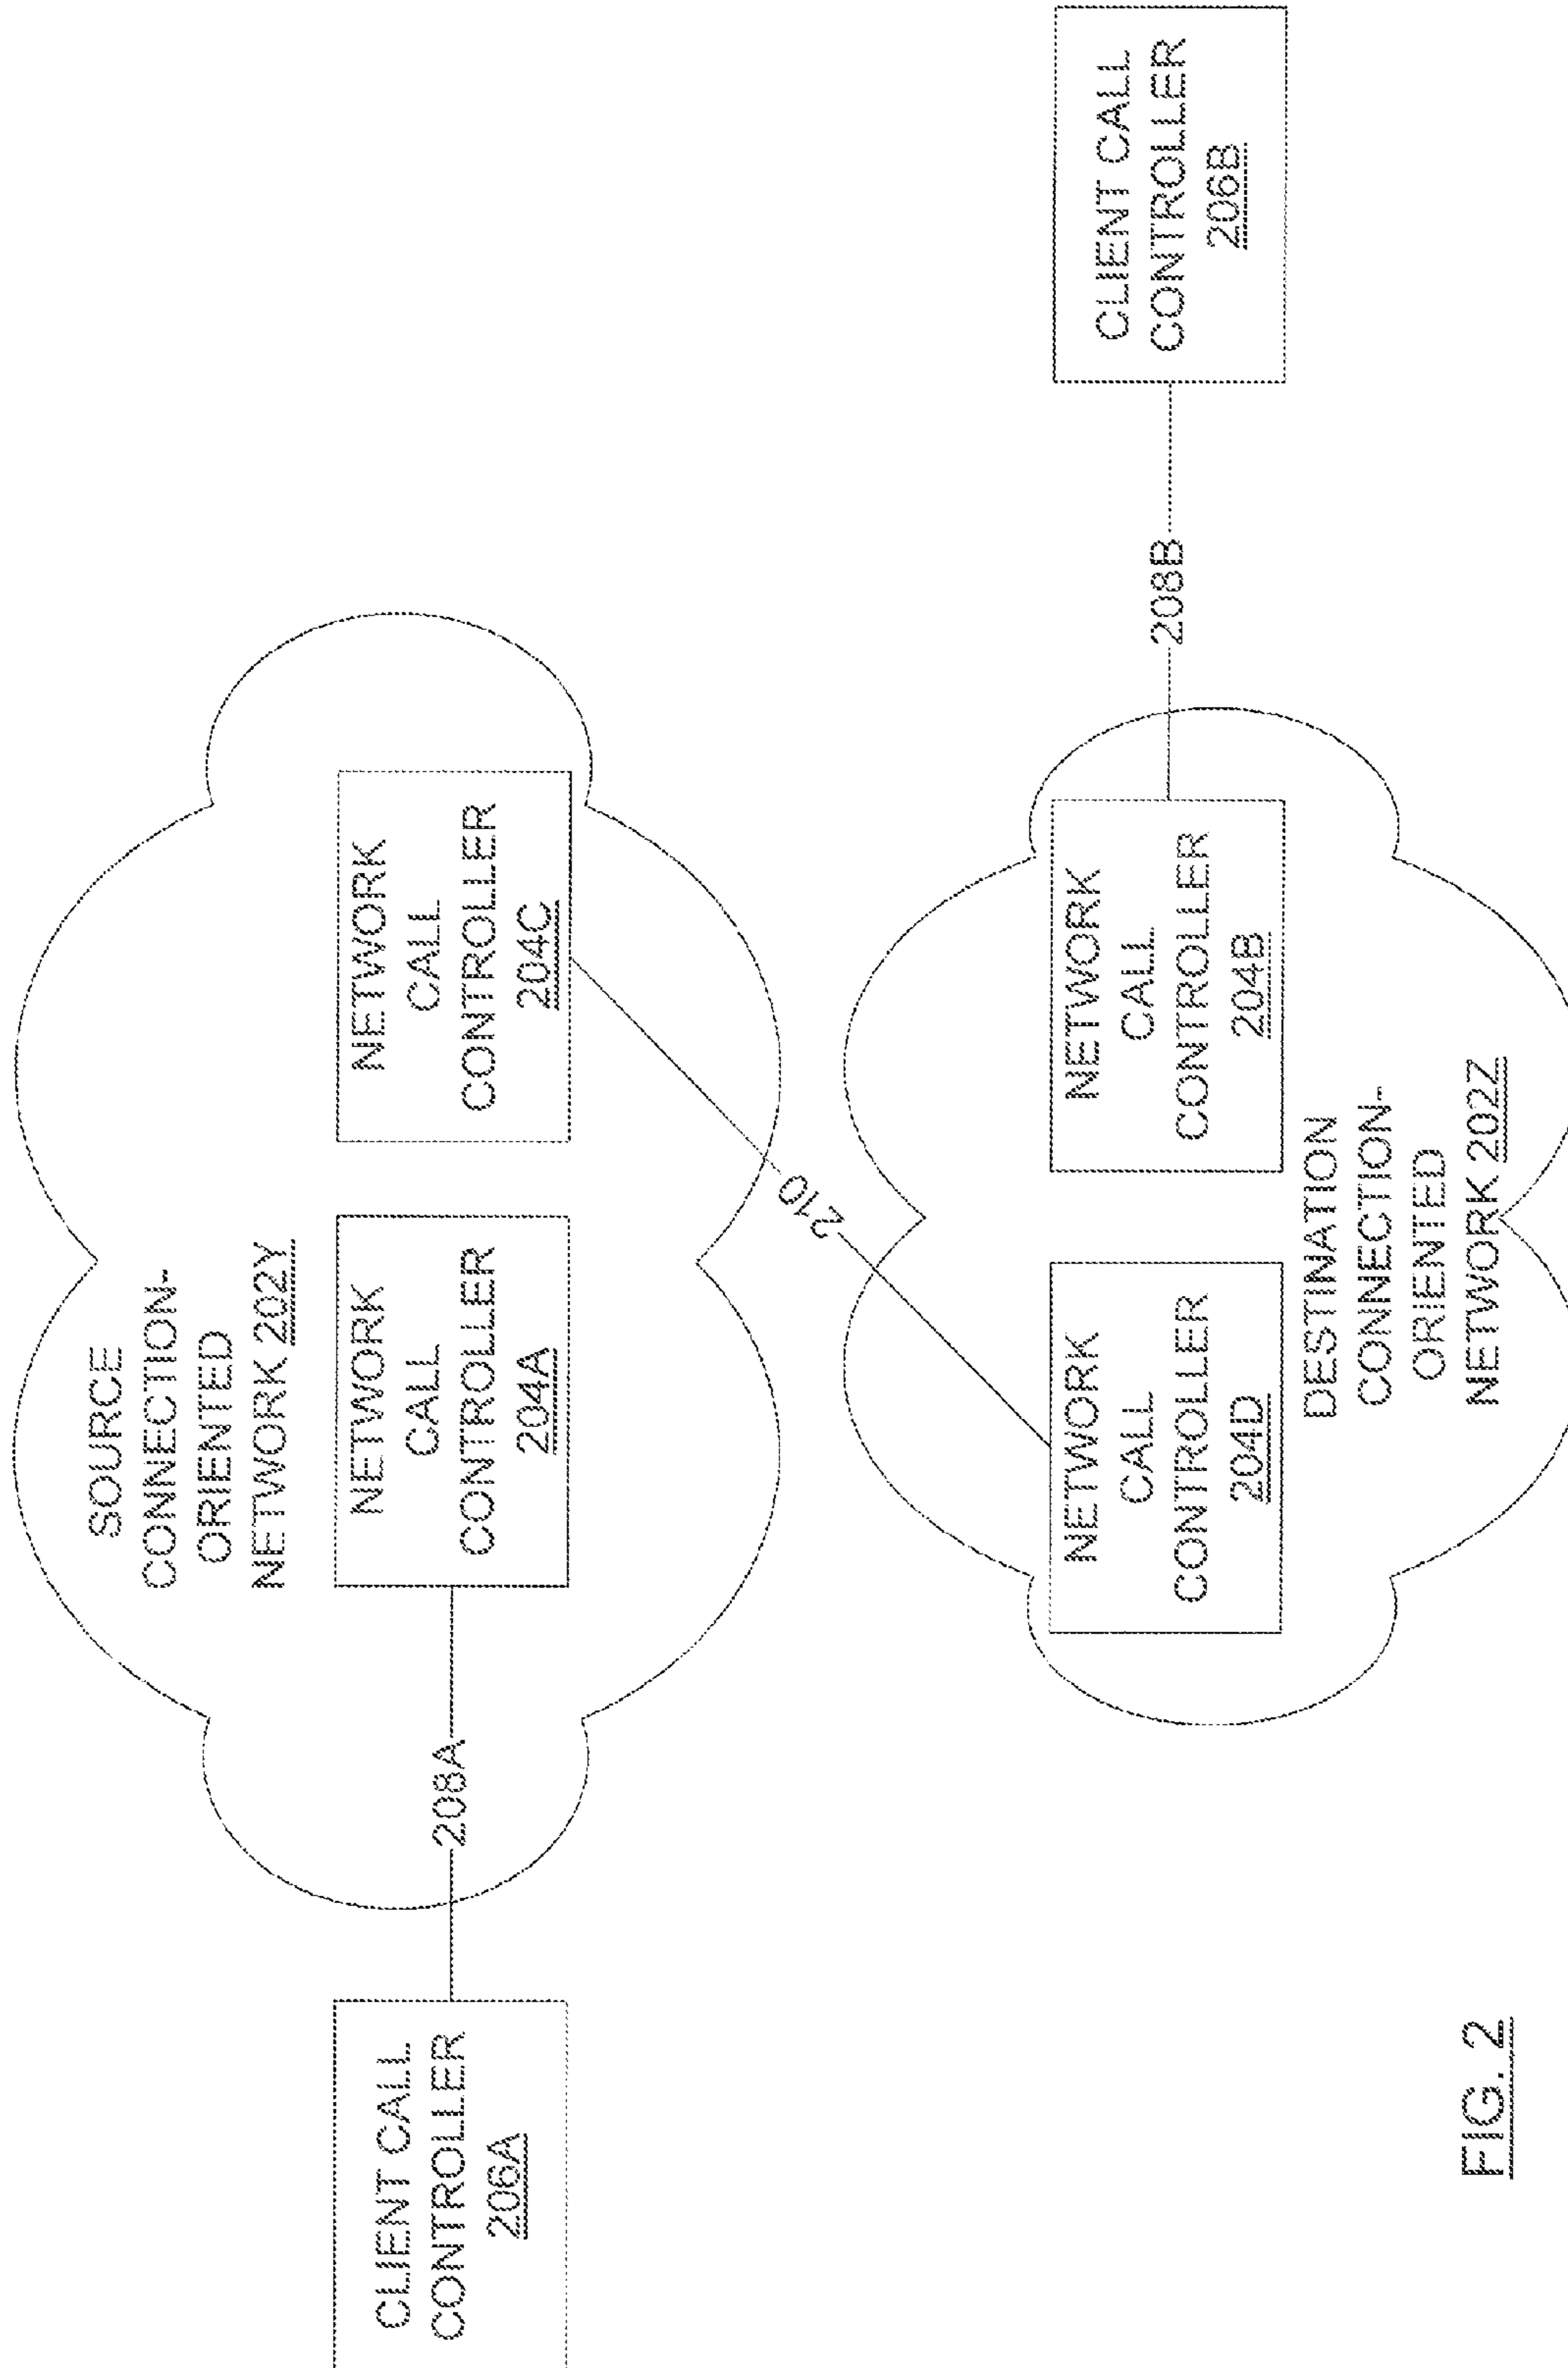 SOURCE
CONNECTION-
ORIENTED
NETWORK 202Y
CLIENT CALL
CONTROLLER
206A
208A
NETWORK
CALL
CONTROLLER
204A
NETWORK
CALL
CONTROLLER
204C
210
NETWORK
CALL
CONTROLLER
204D
NETWORK
CALL
CONTROLLER
204B
208B
CLIENT CALL
CONTROLLER
206B
DESTINATION
CONNECTION-
ORIENTED
NETWORK 202Z
FIG. 2